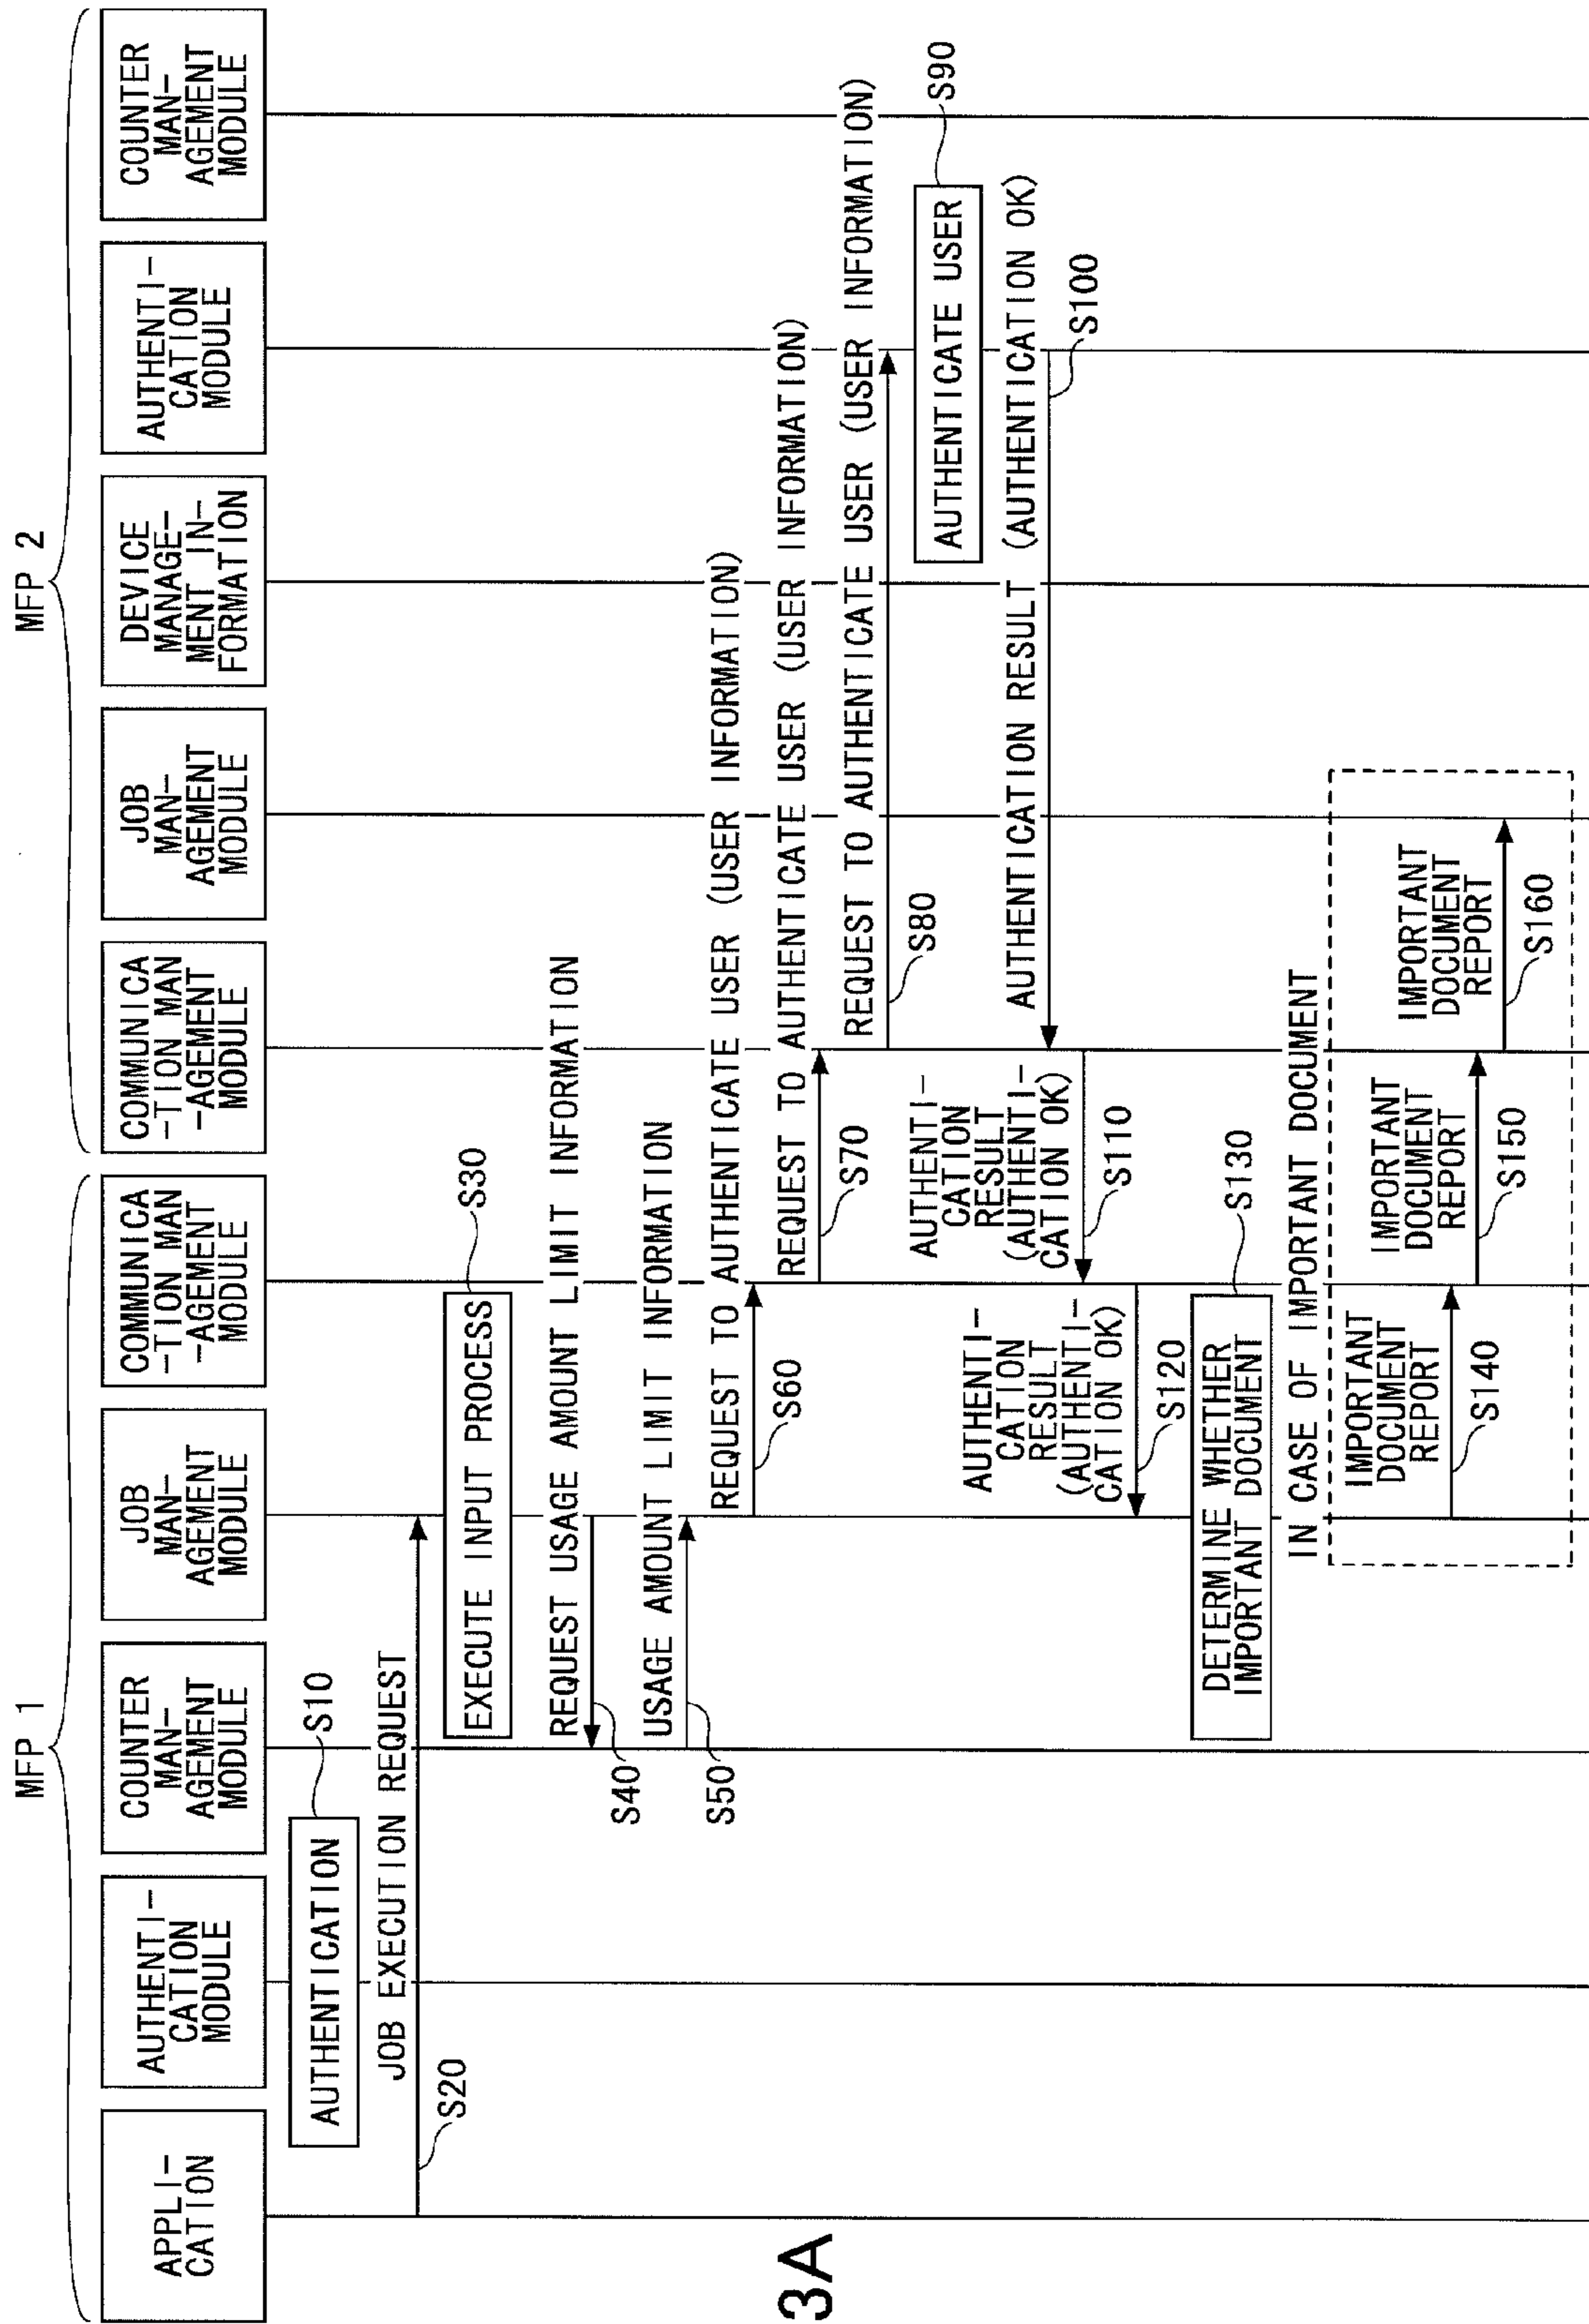 MFP 1
MFP 2
APPLI-
CATION
AUTHENTI-
CATION
MODULE
COUNTER
MAN-
AGEMENT
MODULE
JOB
MAN-
AGEMENT
MODULE
COMMUNICA
-TION MAN
-AGEMENT
MODULE
COMMUNICA
-TION MAN
-AGEMENT
MODULE
JOB
MAN-
AGEMENT
MODULE
DEVICE
MANAGE-
MENT IN-
FORMATION
AUTHENTI-
CATION
MODULE
COUNTER
MAN-
AGEMENT
MODULE
AUTHENTICATION
S10
JOB EXECUTION REQUEST
S20
EXECUTE INPUT PROCESS
S30
REQUEST USAGE AMOUNT LIMIT INFORMATION
S40
USAGE AMOUNT LIMIT INFORMATION
S50
REQUEST TO AUTHENTICATE USER (USER INFORMATION)
S60
REQUEST TO AUTHENTICATE USER (USER INFORMATION)
S70
REQUEST TO AUTHENTICATE USER (USER INFORMATION)
S80
AUTHENTICATE USER
S90
AUTHENTICATION RESULT (AUTHENTICATION OK)
S100
AUTHENTI-
CATION
RESULT
(AUTHENTI-
CATION OK)
S110
AUTHENTI-
CATION
RESULT
(AUTHENTI-
CATION OK)
S120
DETERMINE WHETHER
IMPORTANT DOCUMENT
S130
IN CASE OF IMPORTANT DOCUMENT
IMPORTANT
DOCUMENT
REPORT
S140
IMPORTANT
DOCUMENT
REPORT
S150
IMPORTANT
DOCUMENT
REPORT
S160
3A